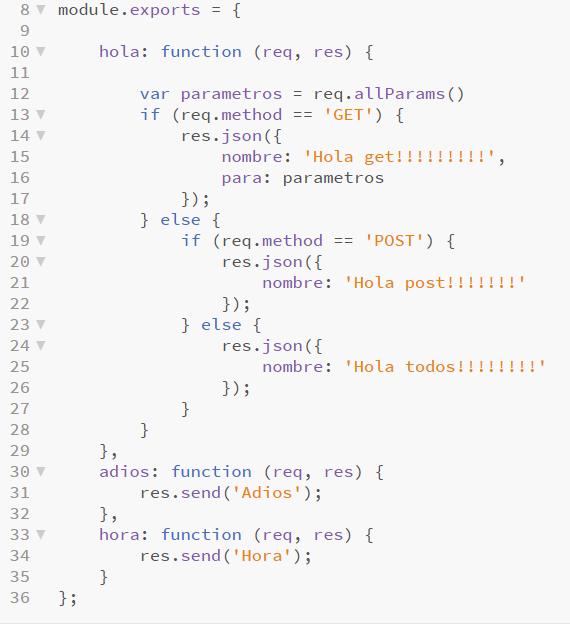 8 module.exports = {
9
10 hola: function (req, res) {
11
12 var parametros = req.allParams()
13 if (req.method == 'GET') {
14 res.json({
15 nombre: 'Hola get!!!!!!!!!',
16 para: parametros
17 });
18 } else {
19 if (req.method == 'POST') {
20 res.json({
21 nombre: 'Hola post!!!!!!!'
22 });
23 } else {
24 res.json({
25 nombre: 'Hola todos!!!!!!!!'
26 });
27 }
28 }
29 },
30 adios: function (req, res) {
31 res.send('Adios');
32 },
33 hora: function (req, res) {
34 res.send('Hora');
35 }
36 };